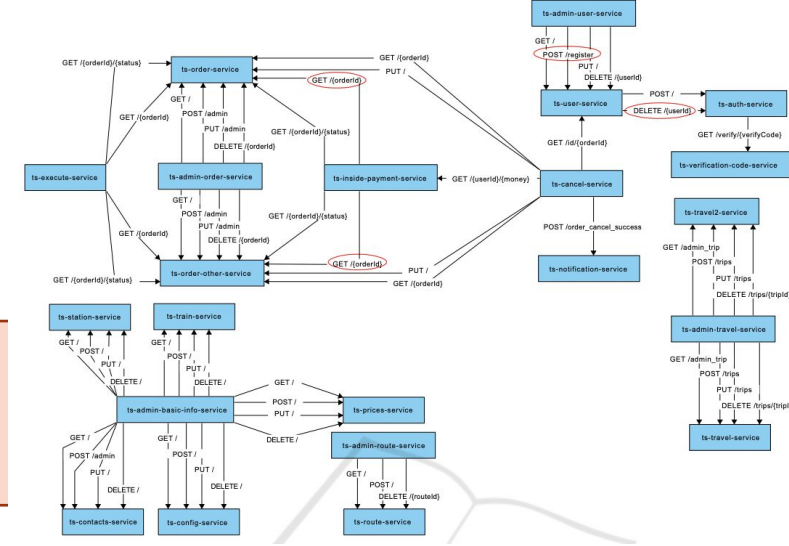 ts-admin-user-service
GET /
POST /register
PUT /
DELETE /{userId}
GET /{orderId}/{status}
ts-order-service
GET /{orderId}
PUT /
GET /{orderId}
ts-user-service
POST /
DELETE /{userId}
ts-auth-service
GET /
POST /admin
PUT /admin
DELETE /{orderId}
GET /{orderId}
GET /{orderId}/{status}
GET /id/{orderId}
GET /verify/{verifyCode}
ts-verification-code-service
ts-execute-service
ts-admin-order-service
ts-inside-payment-service
GET /{userId}/{money}
ts-cancel-service
GET /
POST /admin
PUT /admin
DELETE /{orderId}
GET /{orderId}
GET /{orderId}/{status}
POST /order_cancel_success
ts-travel2-service
GET /admin_trip
POST /trips
PUT /trips
DELETE /trips/{tripId
GET /{orderId}
ts-order-other-service
PUT /
GET /{orderId}
GET /{orderId}/{status}
ts-notification-service
ts-station-service
ts-train-service
ts-admin-travel-service
GET /
POST /
PUT /
DELETE /
GET /
POST /
PUT /
DELETE /
GET /admin_trip
POST /trips
PUT /trips
DELETE /trips/{tripI
ts-admin-basic-info-service
GET /
POST /
PUT /
DELETE /
ts-prices-service
ts-travel-service
GET /
POST /admin
PUT /
DELETE /
GET /
POST /
PUT /
DELETE /
ts-admin-route-service
GET /
POST /
DELETE /{routeId}
ts-contacts-service
ts-config-service
ts-route-service